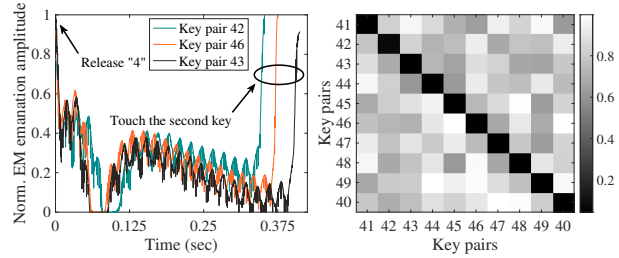 Norm. EM emanation amplitude
1
0.8
0.6
0.4
0.2
0
0
0.125
0.25
0.375
Time (sec)
Key pair 42
Key pair 46
Key pair 43
Release "4"
Touch the second key
Key pairs
41
42
43
44
45
46
47
48
49
40
41 42 43 44 45 46 47 48 49 40
Key pairs
0.8
0.6
0.4
0.2